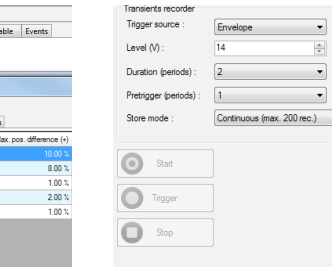 able Events
ax. pos. difference (+)
10.00 %
8.00 %
1.00 %
2.00 %
1.00 %
Transients recorder
Trigger source : Envelope
Level (V) : 14
Duration (periods) : 2
Pretrigger (periods) : 1
Store mode : Continuous (max. 200 rec.)
Start
Trigger
Stop